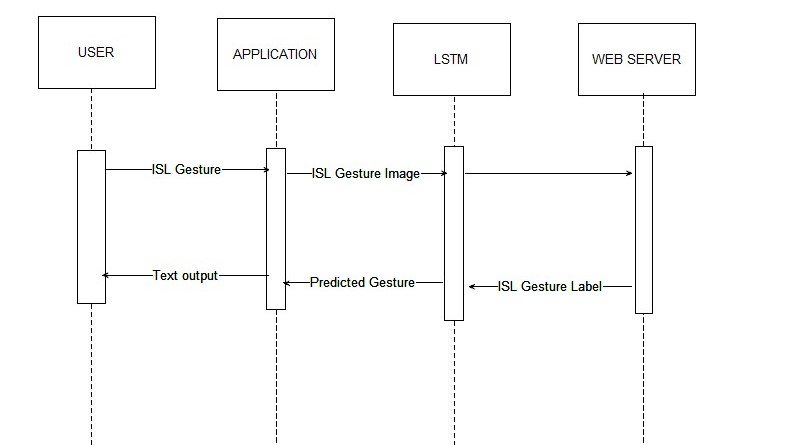 USER
APPLICATION
LSTM
WEB SERVER
ISL Gesture
ISL Gesture Image
Text output
Predicted Gesture
ISL Gesture Label